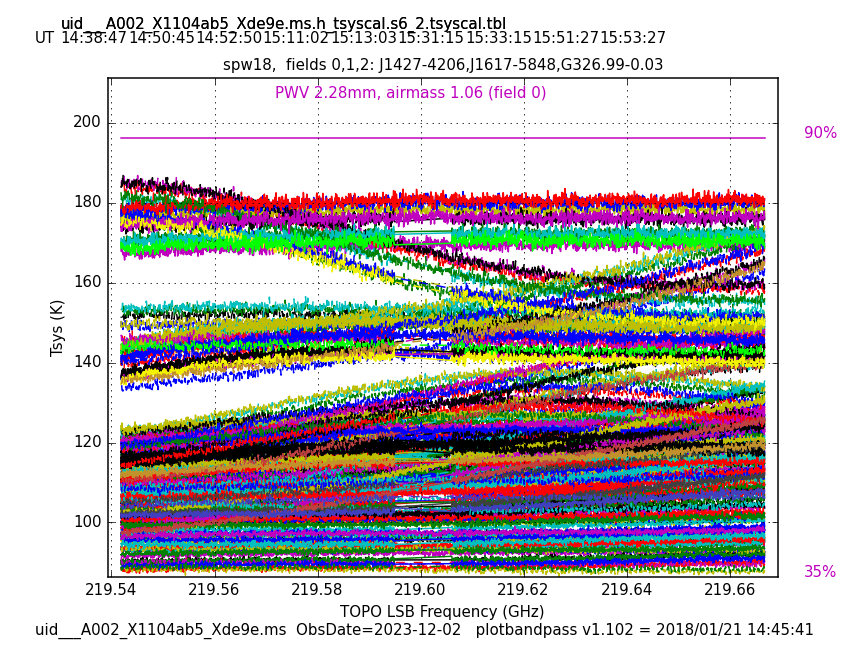 uid___A002_X1104ab5_Xde9e.ms.h_tsyscal.s6_2.tsyscal.tbl
UT 14:38:47 14:50:45 14:52:50 15:11:02 15:13:03 15:31:15 15:33:15 15:51:27 15:53:27
spw18,  fields 0,1,2: J1427-4206,J1617-5848,G326.99-0.03
PWV 2.28mm, airmass 1.06 (field 0)
90%
200
180
160
140
120
100
Tsys (K)
35%
219.54 219.56 219.58 219.60 219.62 219.64 219.66
TOPO LSB Frequency (GHz)
uid___A002_X1104ab5_Xde9e.ms  ObsDate=2023-12-02   plotbandpass v1.102 = 2018/01/21 14:45:41